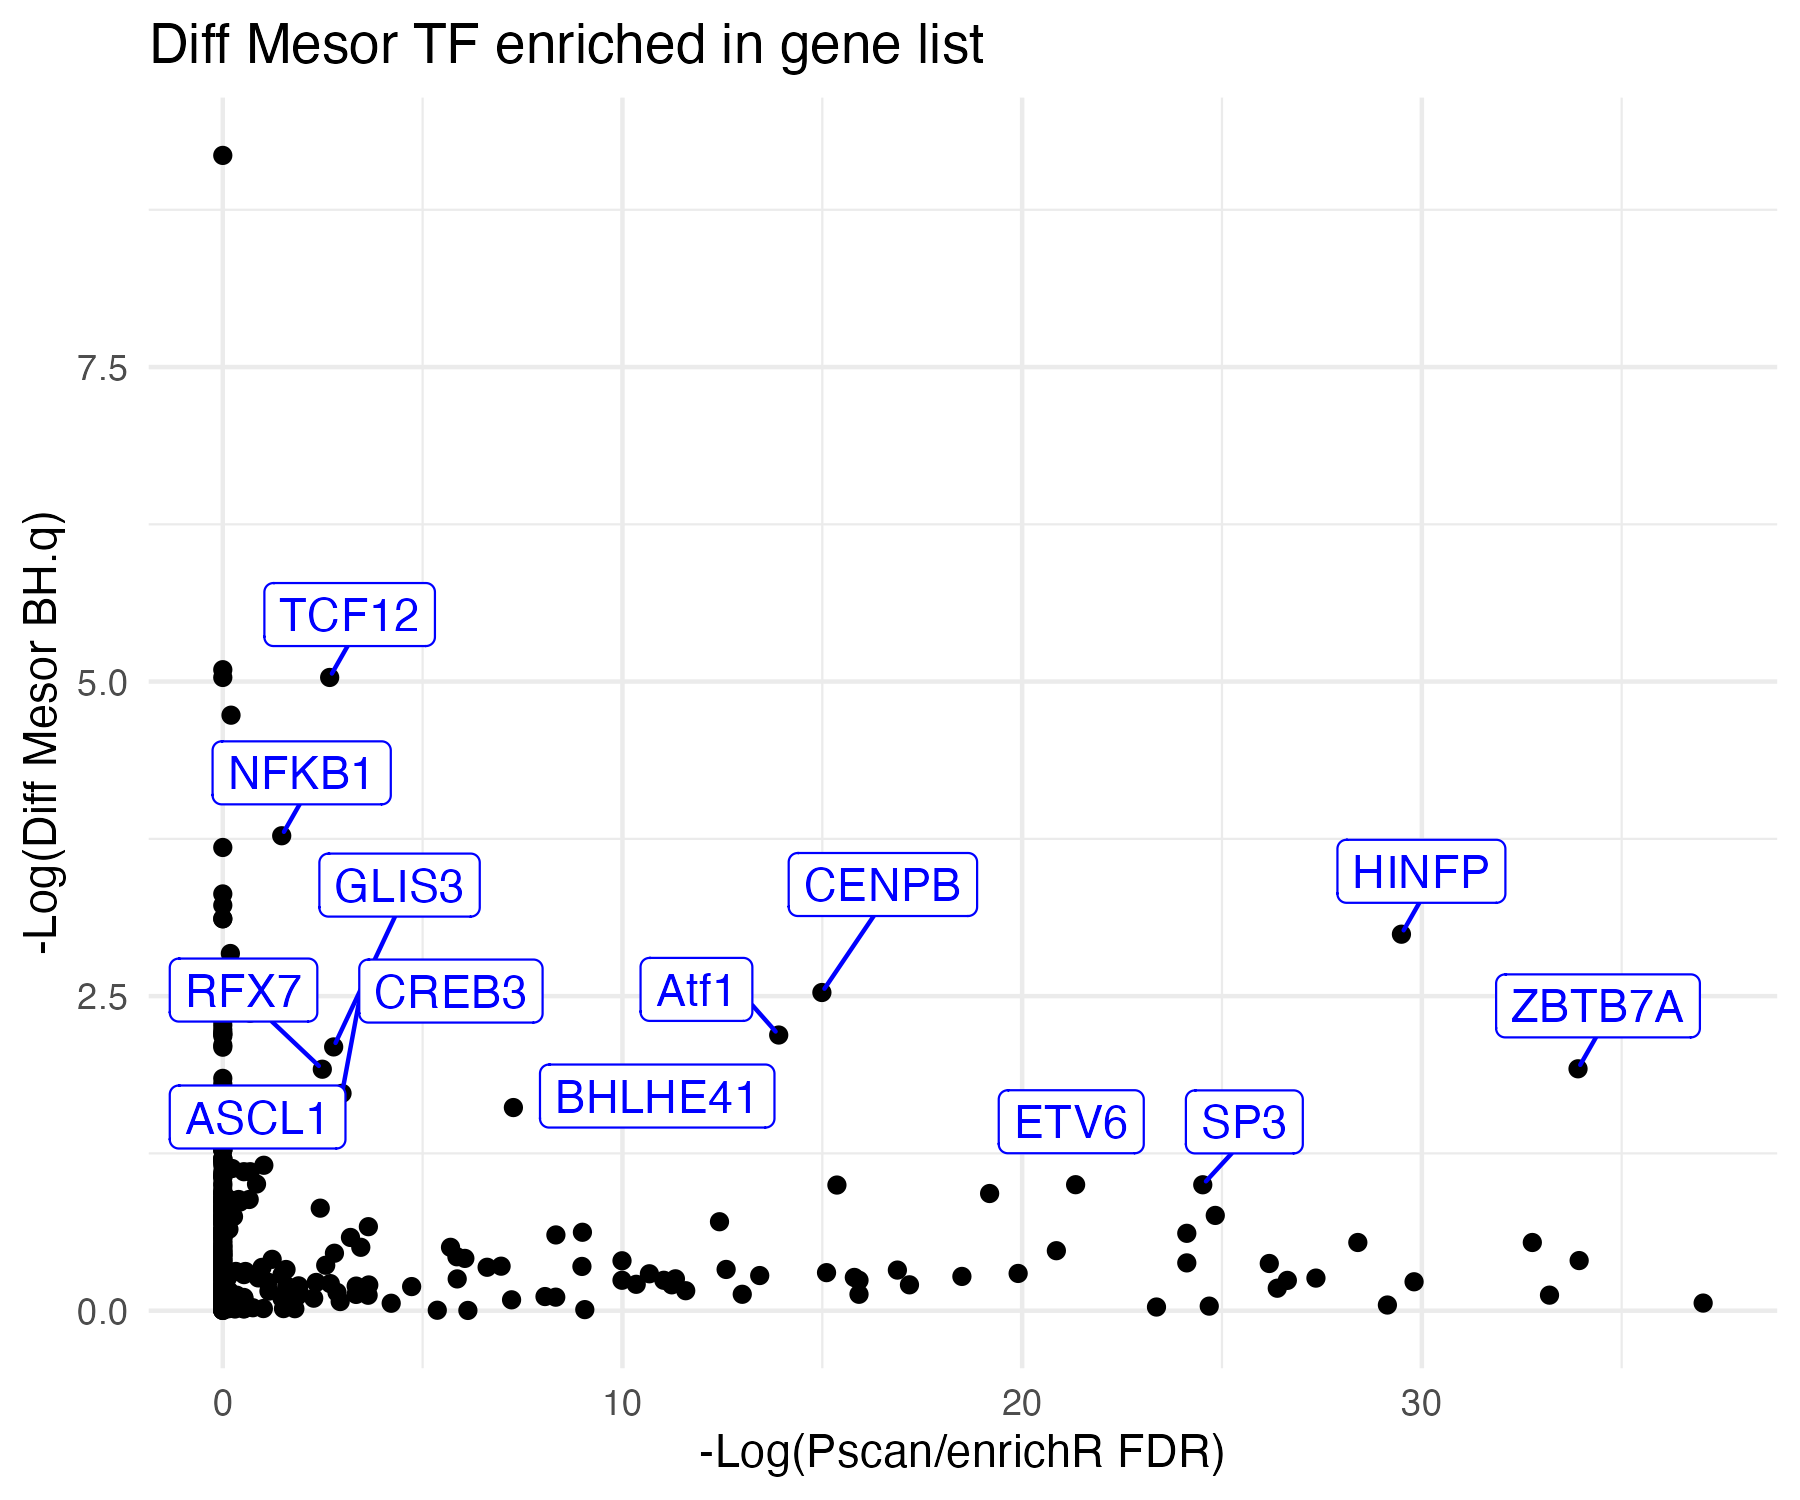 Diff Mesor TF enriched in gene list
-Log(Diff Mesor BH.q)
7.5
5.0
2.5
0.0
TCF12
NFKB1
GLIS3
CENPB
HINFP
RFX7
CREB3
Atf1
ZBTB7A
ASCL1
BHLHE41
ETV6
SP3
0
10
20
30
-Log(Pscan/enrichR FDR)